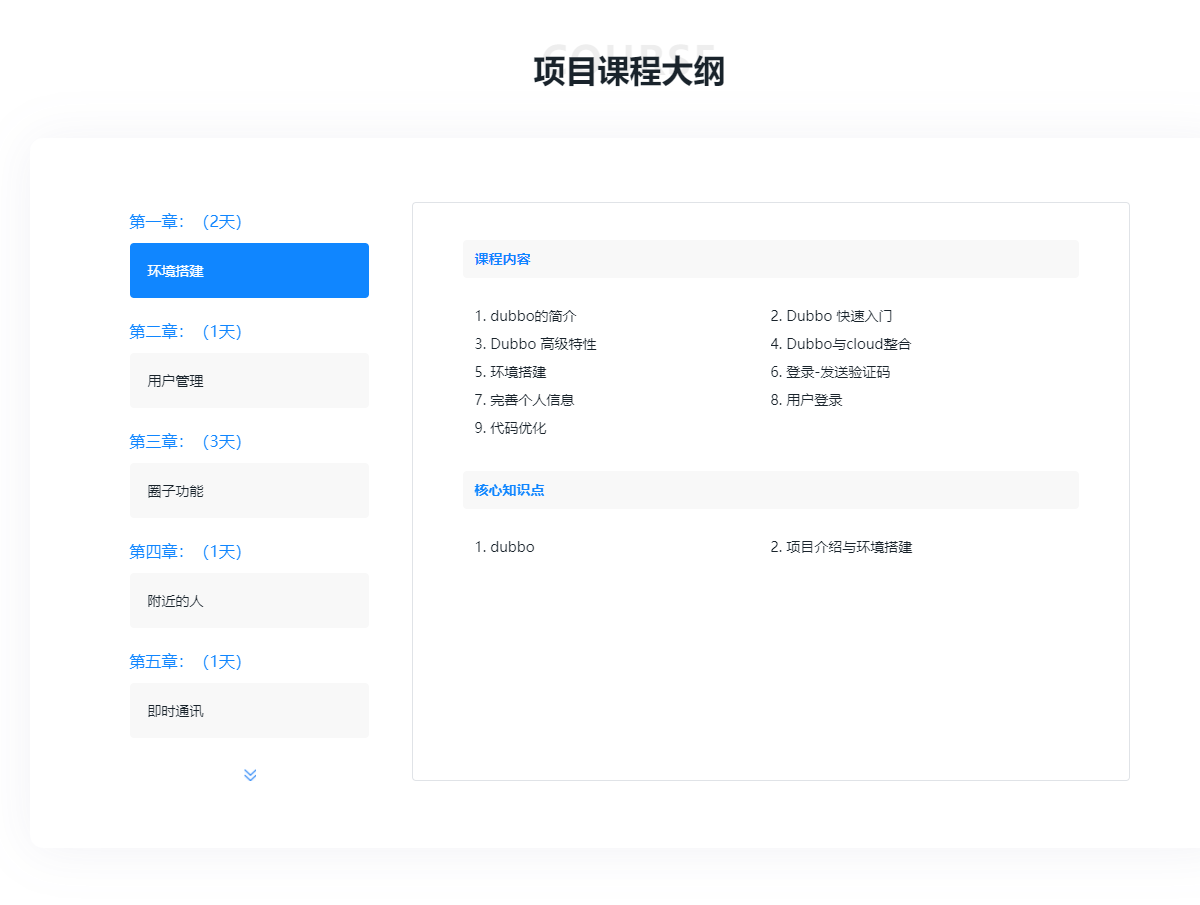 COURSE
项目课程大纲
第一章：（2天）
环境搭建
第二章：（1天）
用户管理
第三章：（3天）
圈子功能
第四章：（1天）
附近的人
第五章：（1天）
即时通讯
课程内容
1. dubbo的简介
2. Dubbo 快速入门
3. Dubbo 高级特性
4. Dubbo与cloud整合
5. 环境搭建
6. 登录-发送验证码
7. 完善个人信息
8. 用户登录
9. 代码优化
核心知识点
1. dubbo
2. 项目介绍与环境搭建